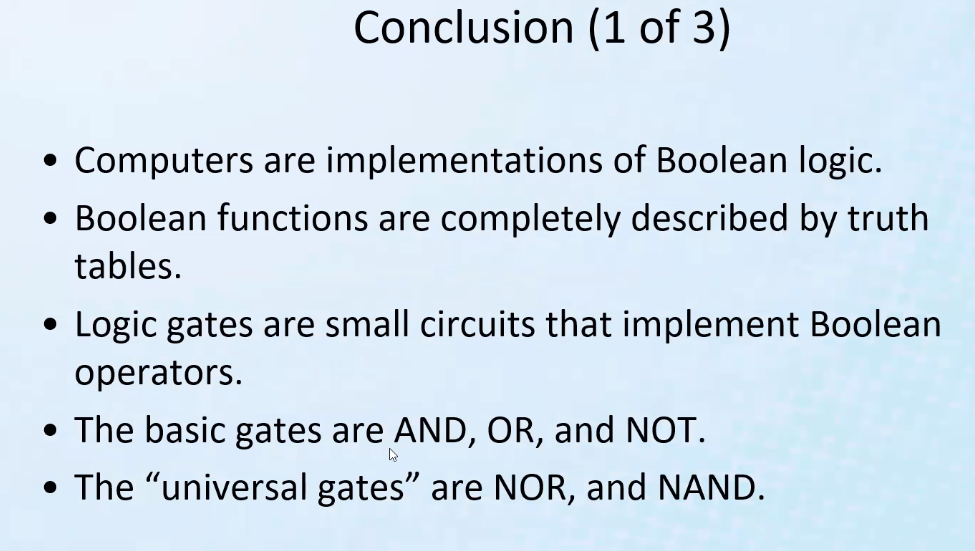 Conclusion (1 of 3)
• Computers are implementations of Boolean logic.
• Boolean functions are completely described by truth
tables.
• Logic gates are small circuits that implement Boolean
operators.
• The basic gates are AND, OR, and NOT.
• The “universal gates” are NOR, and NAND.